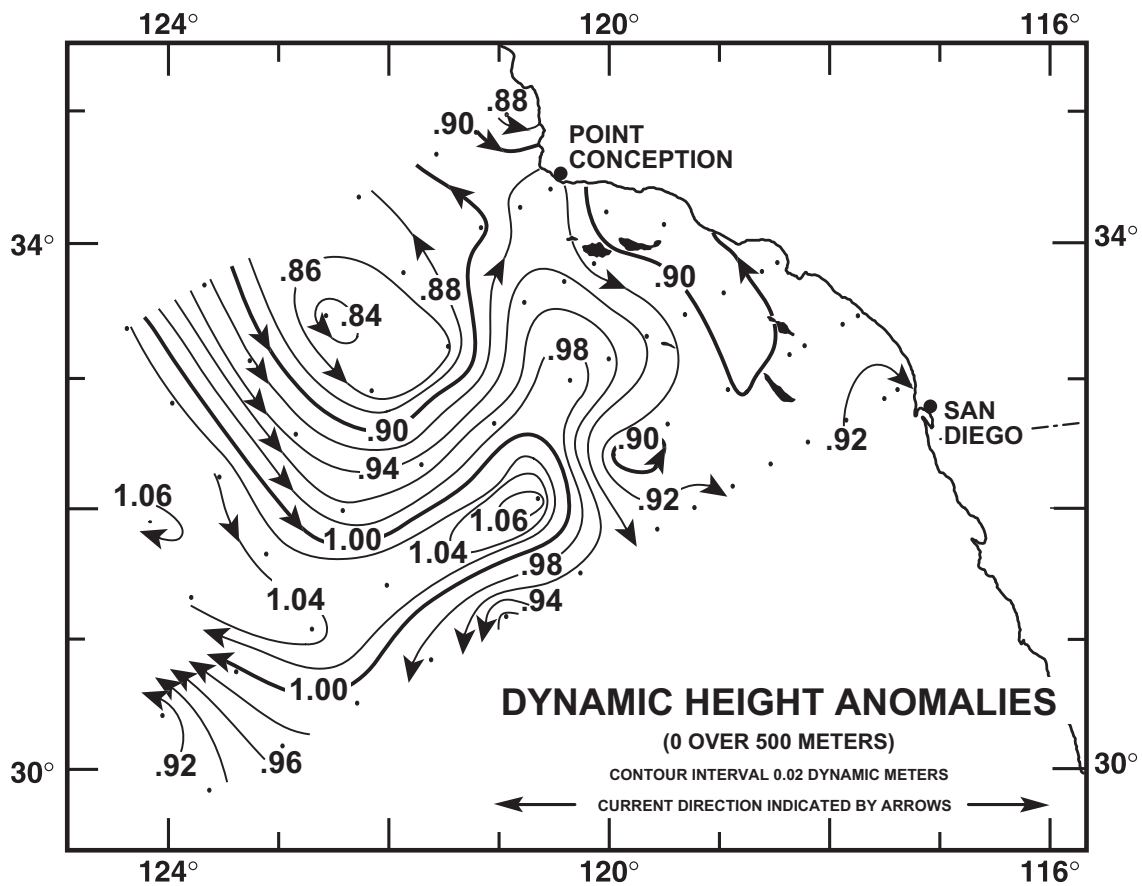 124° 120° 116°
.88
.90
POINT
CONCEPTION
34° 34°
.86
.90
.88
.84
.98
.90
SAN
DIEGO
.90
.92
.94
1.06
.92
1.06
1.00
1.04
.98
1.04
.94
1.00
DYNAMIC HEIGHT ANOMALIES
(0 OVER 500 METERS)
.92
.96
30° 30°
CONTOUR INTERVAL 0.02 DYNAMIC METERS
CURRENT DIRECTION INDICATED BY ARROWS
124° 120° 116°